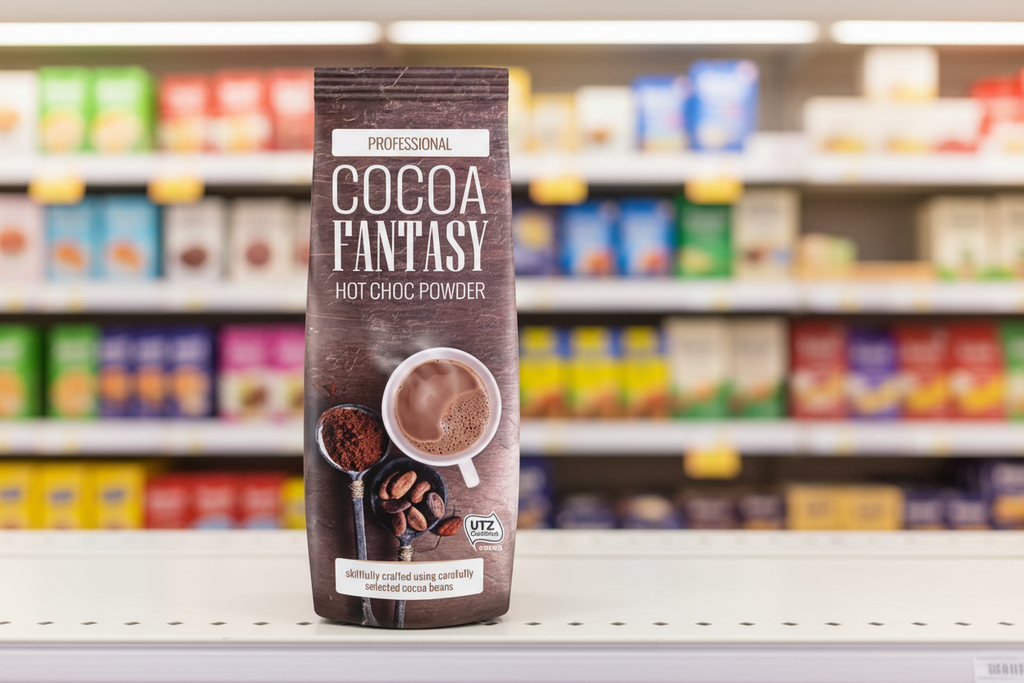 PROFESSIONAL
COCOA
FANTASY
HOT CHOC POWDER
UTZ
skillfully crafted using carefully
selected cocoa beans